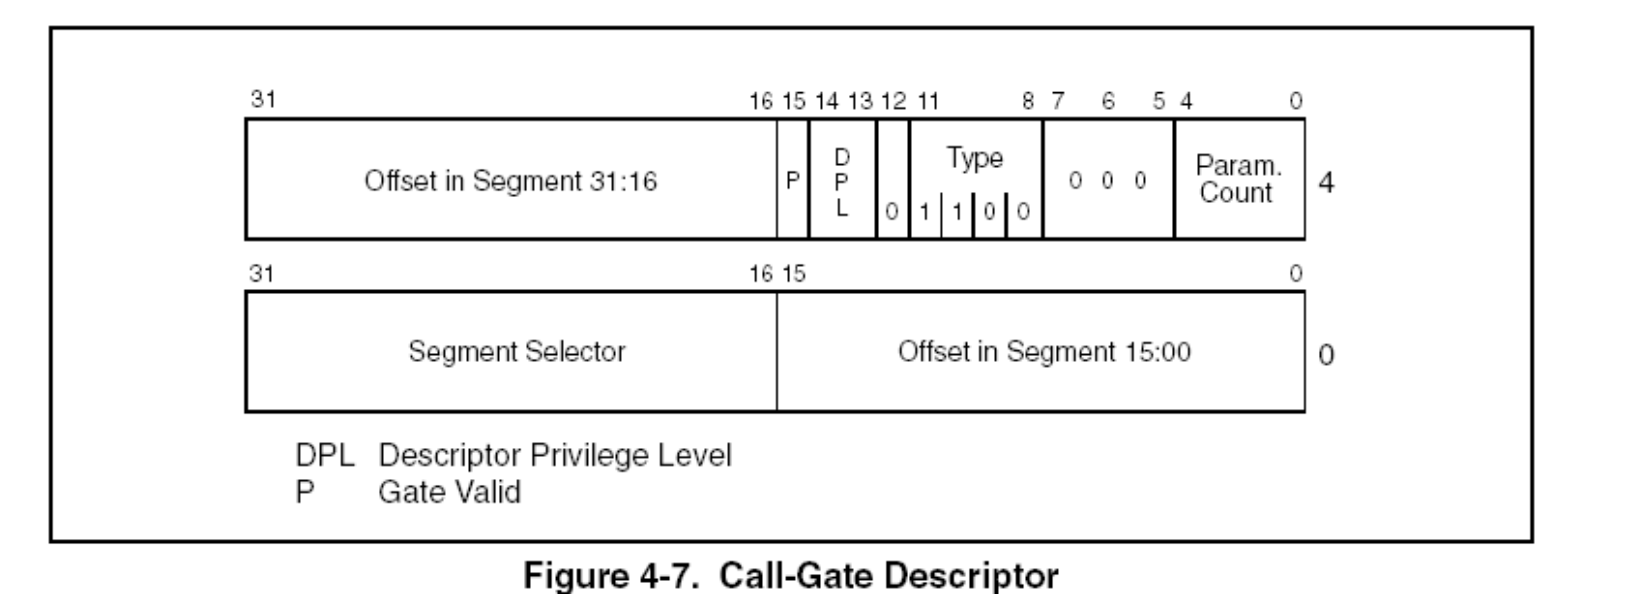 31 16 15 14 13 12 11 8 7 6 5 4 0
Offset in Segment 31:16 P D P L 0 Type 1 1 0 0 0 0 0 Param. Count 4
31 16 15 0
Segment Selector Offset in Segment 15:00 0
DPL Descriptor Privilege Level
P Gate Valid
Figure 4-7. Call-Gate Descriptor